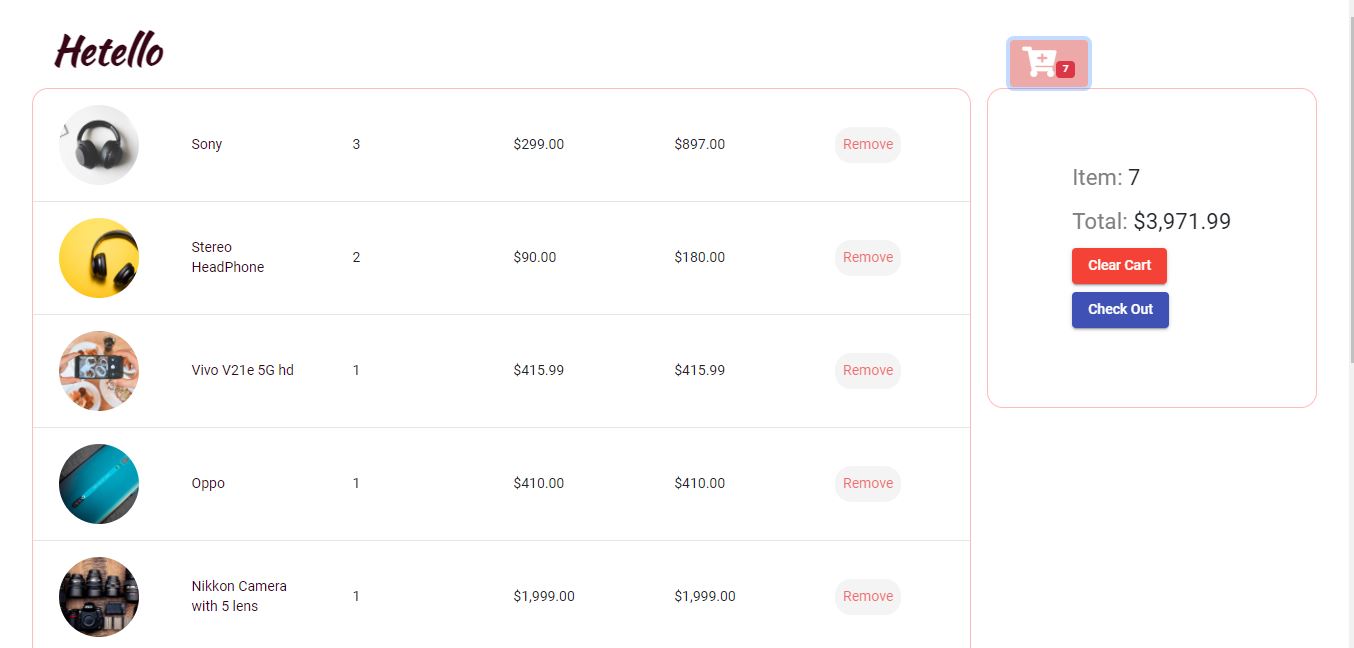 Hetello
7
Sony 3 $299.00 $897.00 Remove
Stereo
HeadPhone 2 $90.00 $180.00 Remove
Vivo V21e 5G hd 1 $415.99 $415.99 Remove
Oppo 1 $410.00 $410.00 Remove
Nikkon Camera
with 5 lens 1 $1,999.00 $1,999.00 Remove
Item: 7
Total: $3,971.99
Clear Cart
Check Out